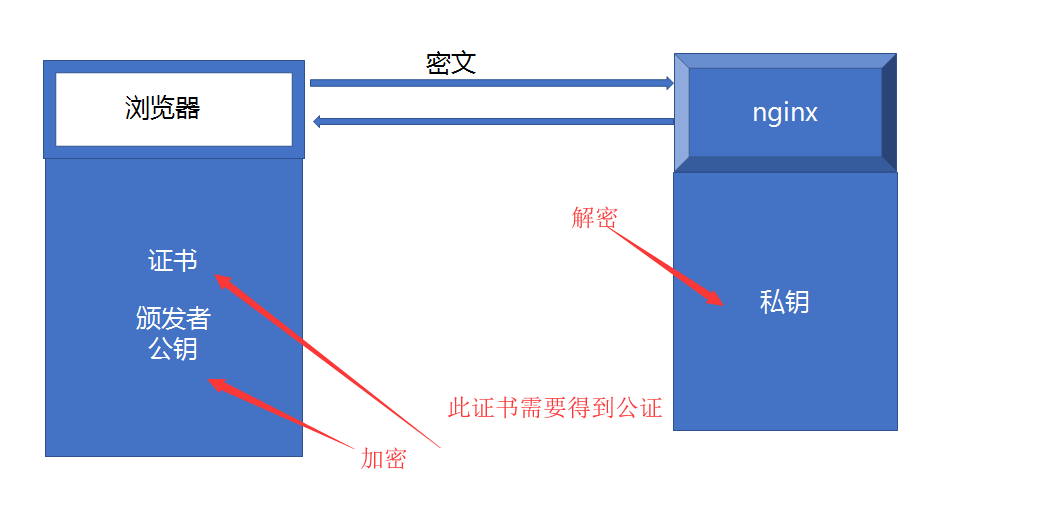 密文
浏览器
nginx
解密
证书
颁发者
公钥
私钥
此证书需要得到公证
加密